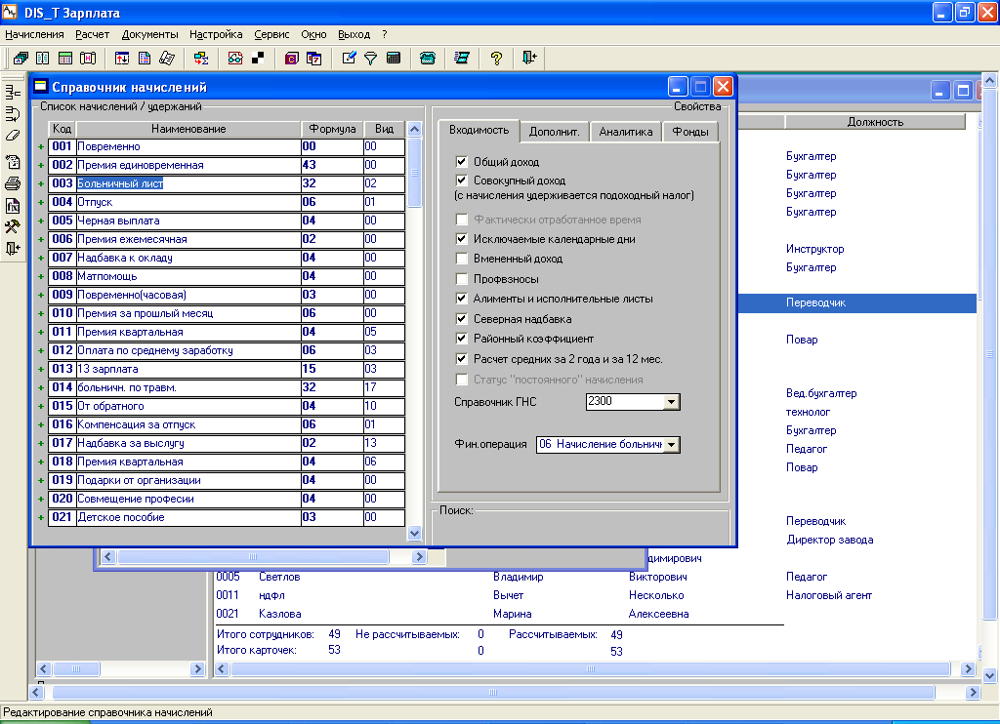 DIS_T Зарплата
Начисления Расчет Документы Настройка Сервис Окно Выход ?
Справочник начислений
Список начислений / удержаний
Свойства
Код Наименование Формула Вид
001 Повременно 00 00
002 Премия единовременная 43 00
003 Больничный лист 32 02
004 Отпуск 06 01
005 Черная выплата 04 00
006 Премия ежемесячная 02 00
007 Надбавка к окладу 04 00
008 Матпомощь 04 00
009 Повременно(часовая) 03 00
010 Премия за прошлый месяц 06 00
011 Премия квартальная 04 05
012 Оплата по среднему заработку 06 03
013 13 зарплата 15 03
014 больничн. по травм. 32 17
015 От обратного 04 10
016 Компенсация за отпуск 06 01
017 Надбавка за выслугу 02 13
018 Премия квартальная 04 06
019 Подарки от организации 04 00
020 Совмещение професии 04 00
021 Детское пособие 03 00
Входимость Дополнит. Аналитика Фонды
Общий доход
Совокупный доход
(с начисления удерживается подоходный налог)
Фактически отработанное время
Исключаемые календарные дни
Вмененный доход
Профвзносы
Алименты и исполнительные листы
Северная надбавка
Районный коэффициент
Расчет средних за 2 года и за 12 мес.
Статус "постоянного" начисления
Справочник ГНС 2300
Фин.операция 06 Начисление больничн
Поиск:
Должность
Бухгалтер
Бухгалтер
Бухгалтер
Бухгалтер
Инструктор
Бухгалтер
Переводчик
Повар
Вед.бухгалтер
технолог
Бухгалтер
Педагог
Повар
Переводчик
Директор завода
димирович
0005 Светлов Владимир Викторович Педагог
0011 ндфл Вычет Несколько Налоговый агент
0021 Казлова Марина Алексеевна
Итого сотрудников: 49 Не рассчитываемых: 0 Рассчитываемых: 49
Итого карточек: 53 0 53
Редактирование справочника начислений